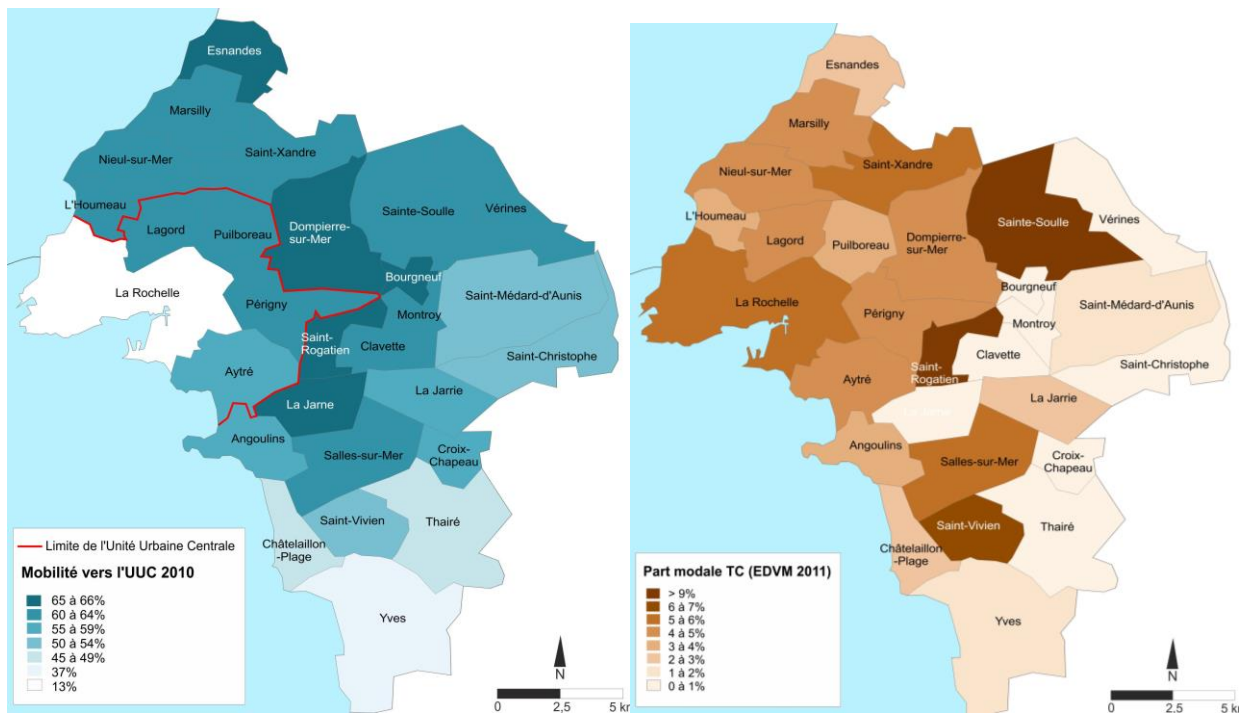 Esnandes
Marsilly
Nieul-sur-Mer
Saint-Xandre
L'Houmeau
Lagord
Puilboreau
Dompierre-
sur-Mer
Sainte-Soulle
Vérines
Bourgneuf
La Rochelle
Périgny
Saint-Médard-d'Aunis
Montroy
Saint-
Rogatien
Clavette
Saint-Christophe
Aytré
La Jarne
La Jarrie
Angoulins
Salles-sur-Mer
Croix-
Chapeau
Saint-Vivien
Thairé
Châtelaillon
-Plage
Yves
Limite de l'Unité Urbaine Centrale
Mobilité vers l'UUC 2010
65 à 66%
60 à 64%
55 à 59%
50 à 54%
45 à 49%
37%
13%
N
0 2,5 5 km
Esnandes
Marsilly
Saint-Xandre
Nieul-sur-Mer
L'Houmeau
Lagord
Puilboreau
Dompierre-
sur-Mer
Sainte-Soulle
Vérines
Bourgneuf
La Rochelle
Périgny
Saint-Médard-d'Aunis
Montroy
Clavette
Saint-Christophe
Saint-
Rogatien
Aytré
La Jarne
La Jarrie
Angoulins
Salles-sur-Mer
Croix-
Chapeau
Saint-Vivien
Thairé
Châtelaillon
-Plage
Yves
Part modale TC (EDVM 2011)
> 9%
6 à 7%
5 à 6%
4 à 5%
3 à 4%
2 à 3%
1 à 2%
0 à 1%
N
0 2.5 5 km